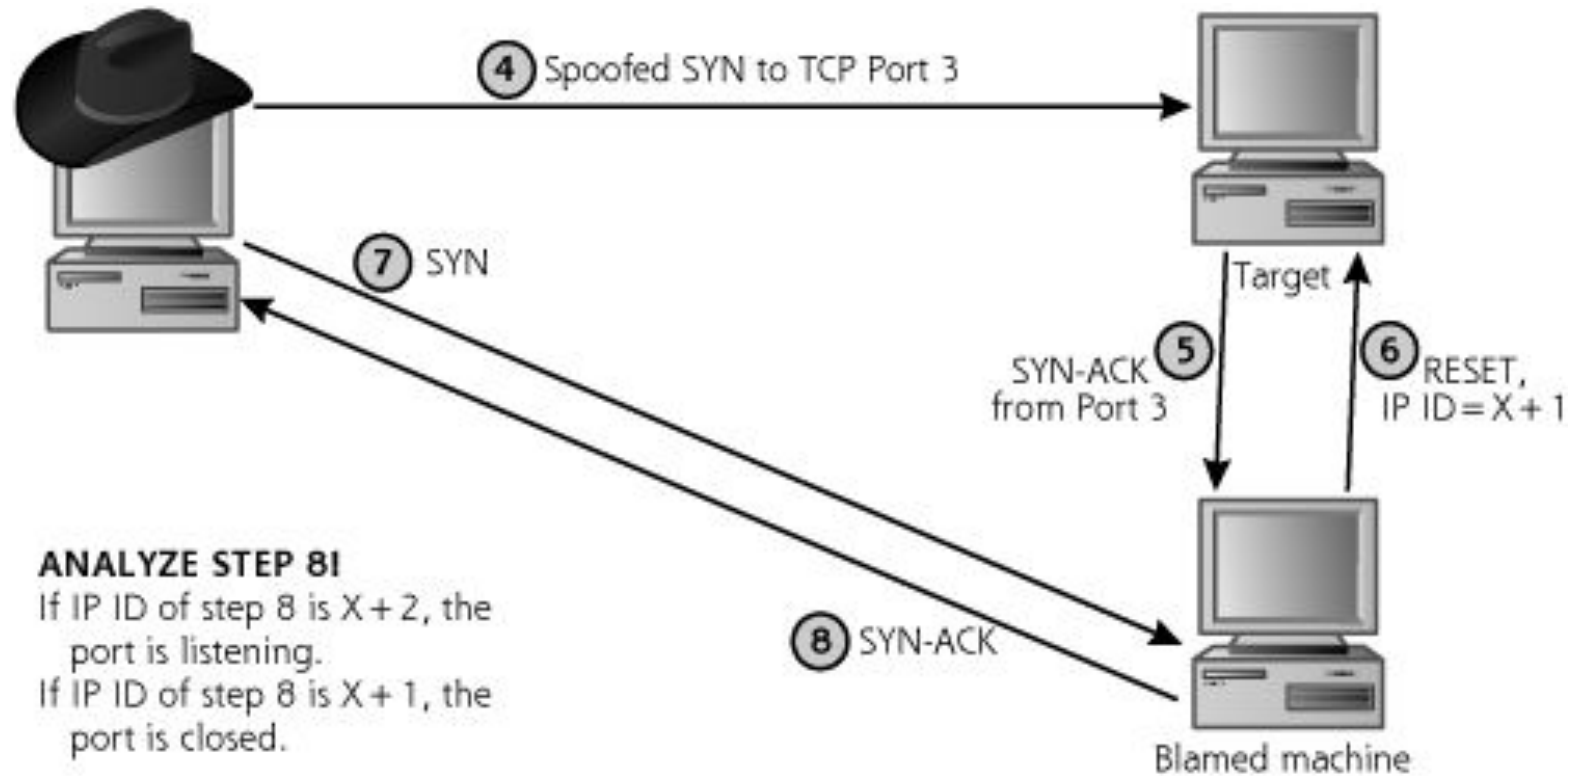 4 Spoofed SYN to TCP Port 3
7 SYN
Target
5
SYN-ACK
from Port 3
6
RESET,
IP ID = X + 1
8 SYN-ACK
ANALYZE STEP 8!
If IP ID of step 8 is X + 2, the
port is listening.
If IP ID of step 8 is X + 1, the
port is closed.
Blamed machine